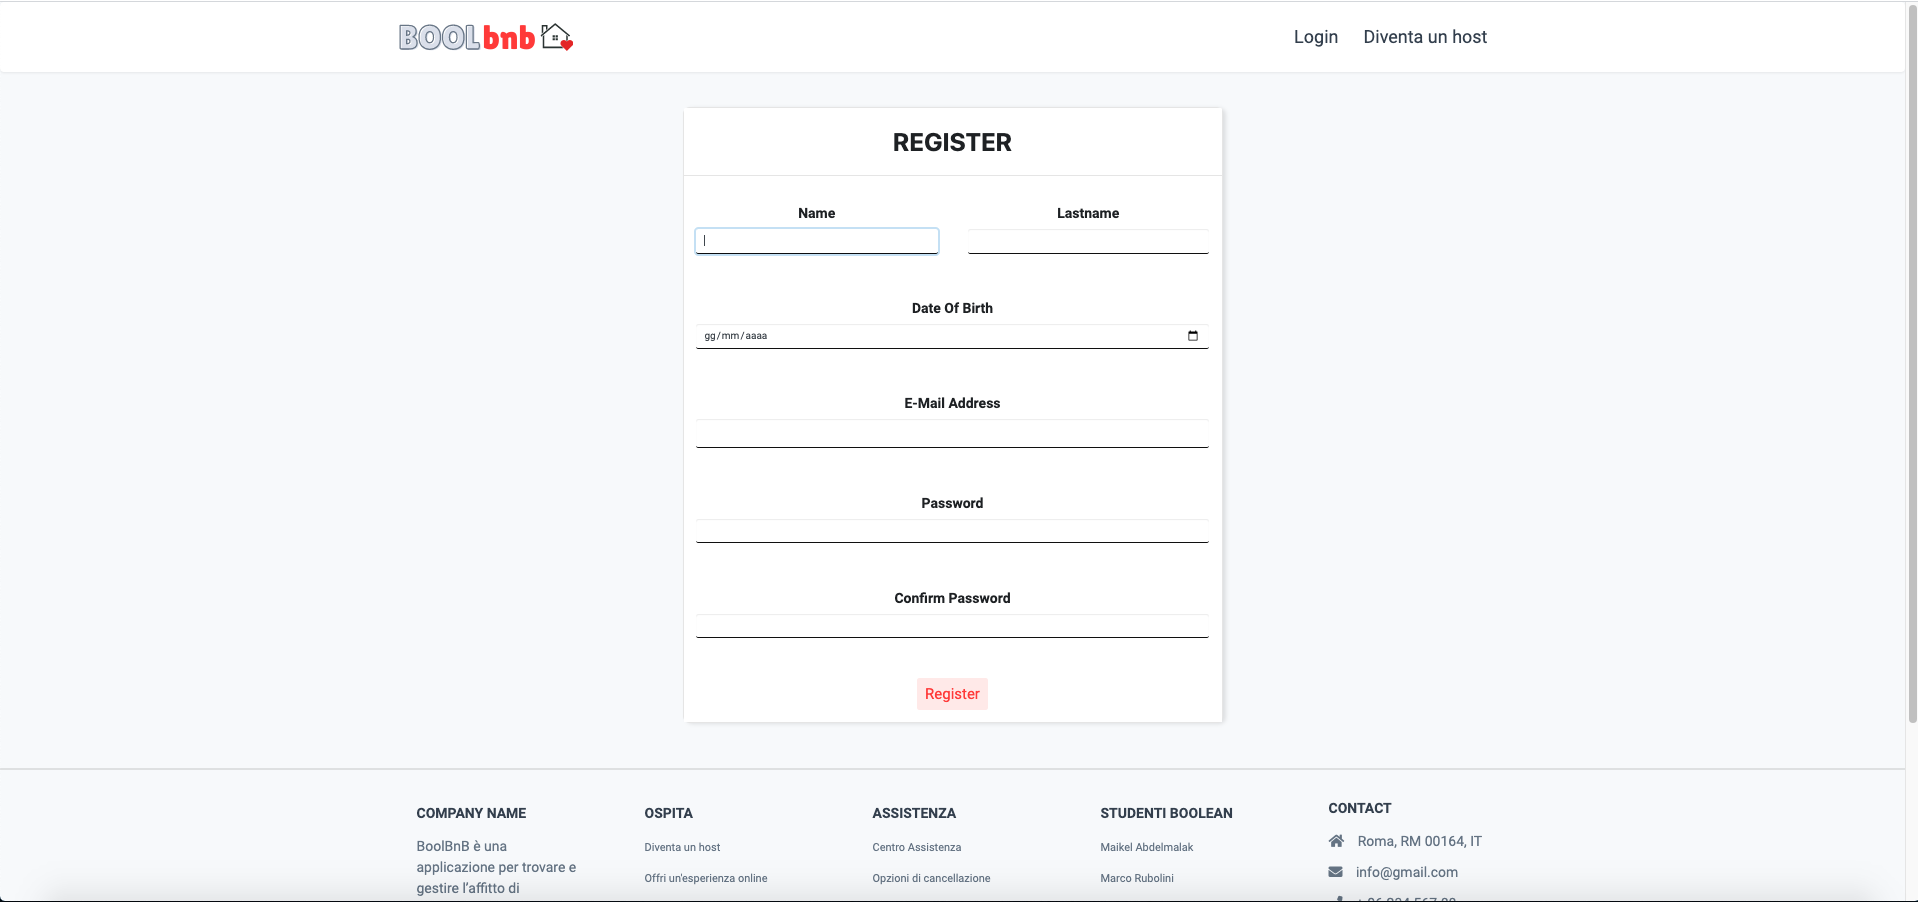 BOOLbnb
Login Diventa un host
REGISTER
Name Lastname
Date Of Birth
gg/mm/aaaa
E-Mail Address
Password
Confirm Password
Register
COMPANY NAME
BoolBnB è una
applicazione per trovare e
gestire l'affitto di
OSPITA
Diventa un host
Offri un'esperienza online
ASSISTENZA
Centro Assistenza
Opzioni di cancellazione
STUDENTI BOOLEAN
Maikel Abdelmalak
Marco Rubolini
CONTACT
Roma, RM 00164, IT
info@gmail.com